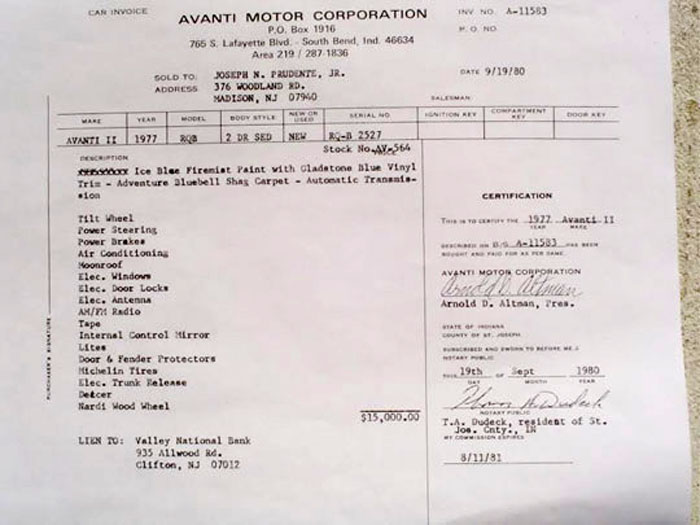 CAR INVOICE
AVANTI MOTOR CORPORATION
P.O. Box 1916
765 S. Lafayette Blvd. - South Bend, Ind. 46634
Area 219 / 287-1836
INV NO. A-11583
P. O. NO.
SOLD TO: JOSEPH N. PRUDENTE, JR.
ADDRESS 376 WOODLAND RD.
MADISON, NJ 07940
DATE 9/19/80
SALESMAN:
MAKE YEAR MODEL BODY STYLE NEW OR USED SERIAL NO. IGNITION KEY COMPARTMENT KEY DOOR KEY
AVANTI II 1977 RQB 2 DR SED NEW RQ-B 2527
Stock No. AV-564
DESCRIPTION
Ice Blue Firemist Paint with Gladstone Blue Vinyl
Trim - Adventure Bluebell Shag Carpet - Automatic Transmis-
sion
Tilt Wheel
Power Steering
Power Brakes
Air Conditioning
Moonroof
Elec. Windows
Elec. Door Locks
Elec. Antenna
AM/FM Radio
Tape
Internal Control Mirror
Lites
Door & Fender Protectors
Michelin Tires
Elec. Trunk Release
Nardi Wood Wheel
$15,000.00
LIEN TO: Valley National Bank
935 Allwood Rd.
Clifton, NJ 07012
PURCHASER'S SIGNATURE
CERTIFICATION
THIS IS TO CERTIFY THE 1977 Avanti II
YEAR MAKE
DESCRIBED ON B/S A-11583 HAS BEEN
BOUGHT AND PAID FOR AS PER SAME.
AVANTI MOTOR CORPORATION
Arnold D. Altman
Arnold D. Altman, Pres.
STATE OF INDIANA
COUNTY OF ST. JOSEPH
SUBSCRIBED AND SWORN TO BEFORE ME A
NOTARY PUBLIC
THIS 19th OF Sept 1980
DAY MONTH YEAR
NOTARY PUBLIC
T.A. Dudeck, resident of St.
Jos. Cnty., IN
MY COMMISSION EXPIRES
8/11/81